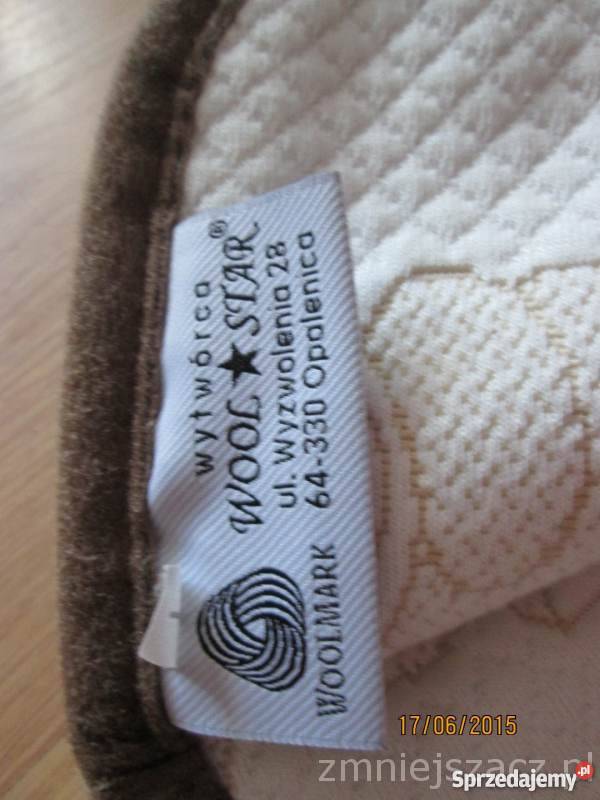 wytwórca
WOOL ★ STAR®
ul. Wyzwolenia 28
64-330 Opalenica
WOOLMARK
17/06/2015
zmniejszacz.pl
Sprzedajemy.pl